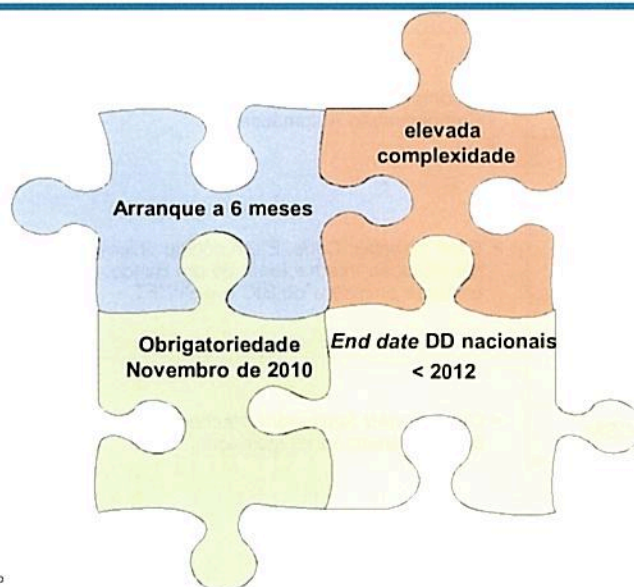 elevada
complexidade
Arranque a 6 meses
Obrigatoriedade
Novembro de 2010
End date DD nacionais
< 2012